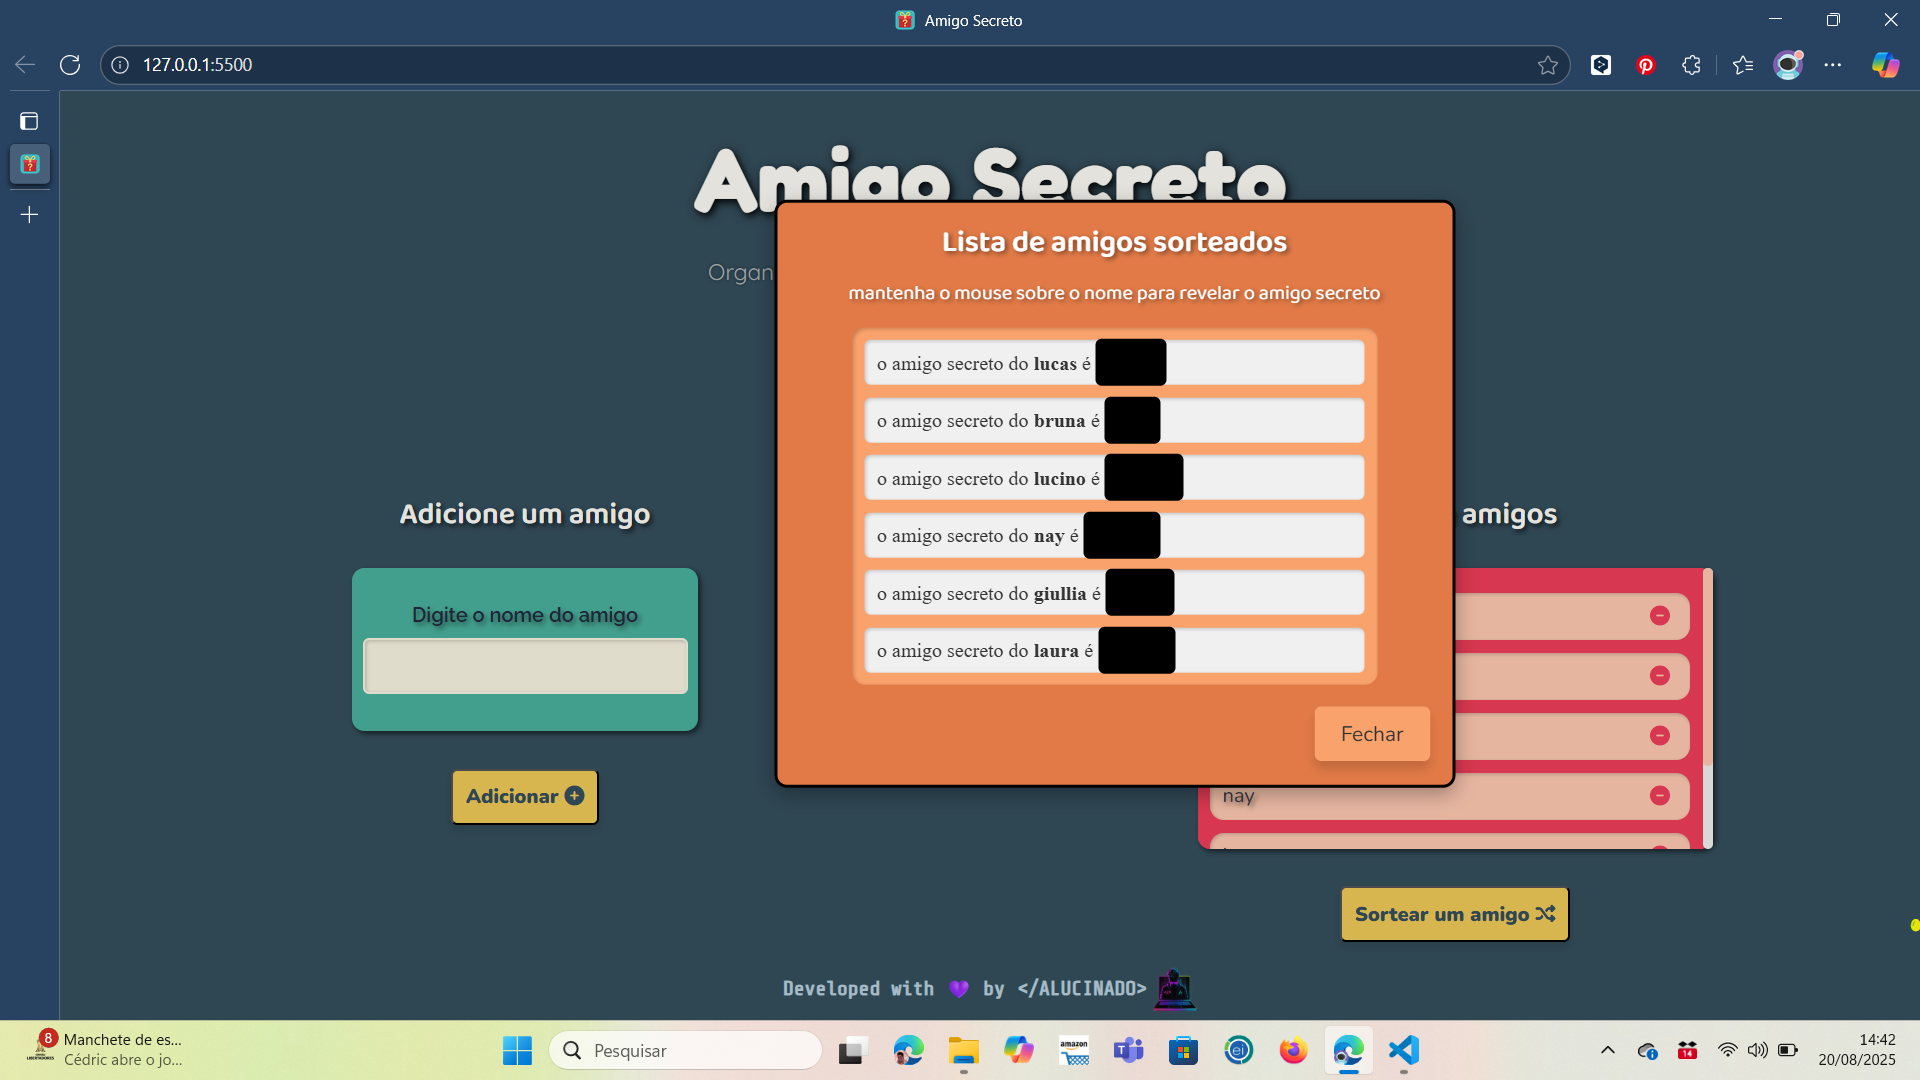 Amigo Secreto
127.0.0.1:5500
Amigo Secreto
Organ
Lista de amigos sorteados
mantenha o mouse sobre o nome para revelar o amigo secreto
o amigo secreto do lucas é
o amigo secreto do bruna é
o amigo secreto do lucino é
o amigo secreto do nay é
o amigo secreto do giullia é
o amigo secreto do laura é
Fechar
Adicione um amigo
Digite o nome do amigo
Adicionar
amigos
nay
Sortear um amigo
Developed with 💜 by </ALUCINADO>
8
Manchete de es...
Cédric abre o jo...
Pesquisar
amazon
14
14:42
20/08/2025